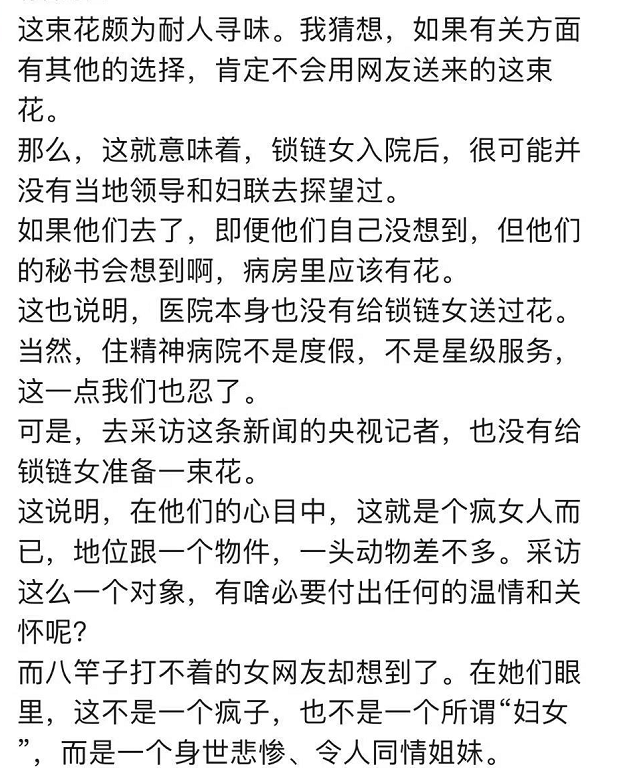 这束花颇为耐人寻味。我猜想，如果有关方面
有其他的选择，肯定不会用网友送来的这束
花。
那么，这就意味着，锁链女入院后，很可能并
没有当地领导和妇联去探望过。
如果他们去了，即便他们自己没想到，但他们
的秘书会想到啊，病房里应该有花。
这也说明，医院本身也没有给锁链女送过花。
当然，住精神病院不是度假，不是星级服务，
这一点我们也忍了。
可是，去采访这条新闻的央视记者，也没有给
锁链女准备一束花。
这说明，在他们的心目中，这就是个疯女人而
已，地位跟一个物件，一头动物差不多。采访
这么一个对象，有啥必要付出任何的温情和关
怀呢？
而八竿子打不着的女网友却想到了。在她们眼
里，这不是一个疯子，也不是一个所谓“妇女
”，而是一个身世悲惨、令人同情姐妹。